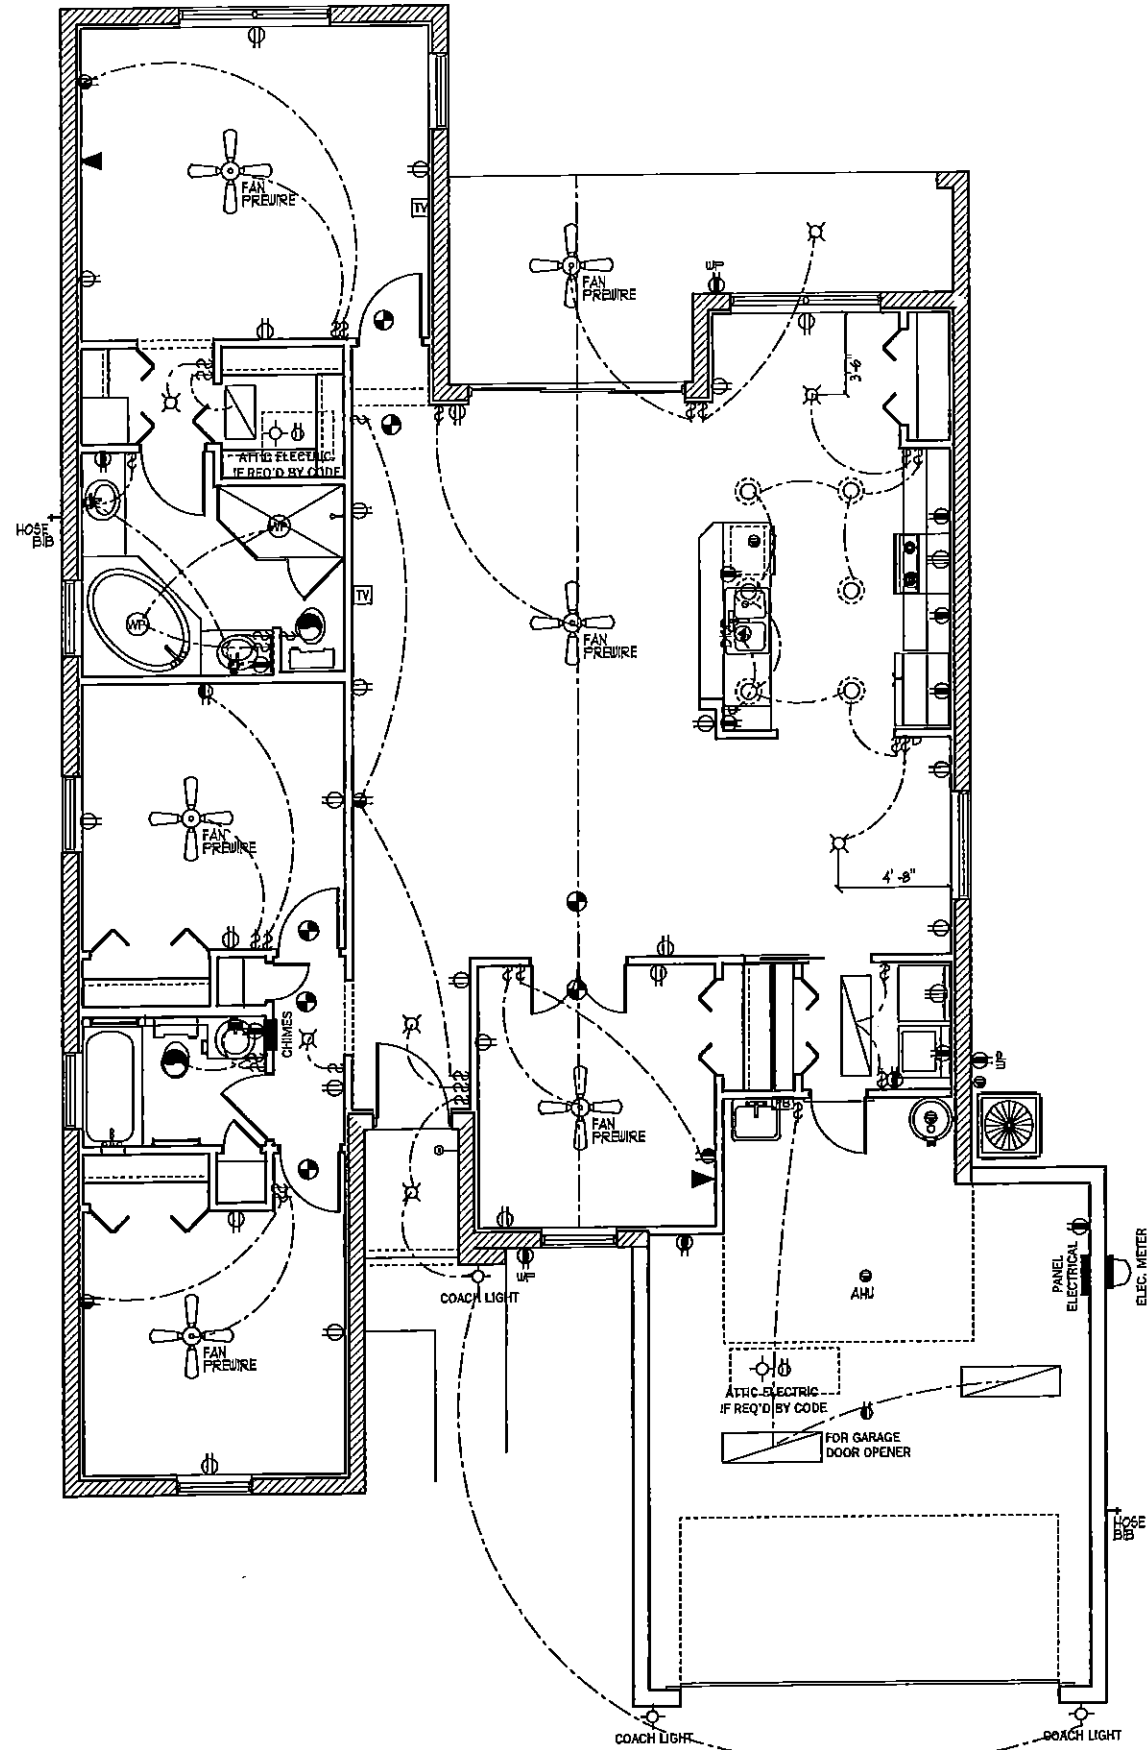 FAN
PREWIRE
TV
FAN
PREWIRE
WP
3'-6"
ATTIC ELECTRIC
IF REQ'D BY CODE
HOSE
BIB
WP
TV
WP
FAN
PREWIRE
FAN
PREWIRE
4'-8"
CHIMES
WP
FAN
PREWIRE
COACH LIGHT
WP
AHU
PANEL
ELECTRICAL
ELEC. METER
FAN
PREWIRE
ATTIC ELECTRIC
IF REQ'D BY CODE
FOR GARAGE
DOOR OPENER
HOSE
BIB
COACH LIGHT
COACH LIGHT